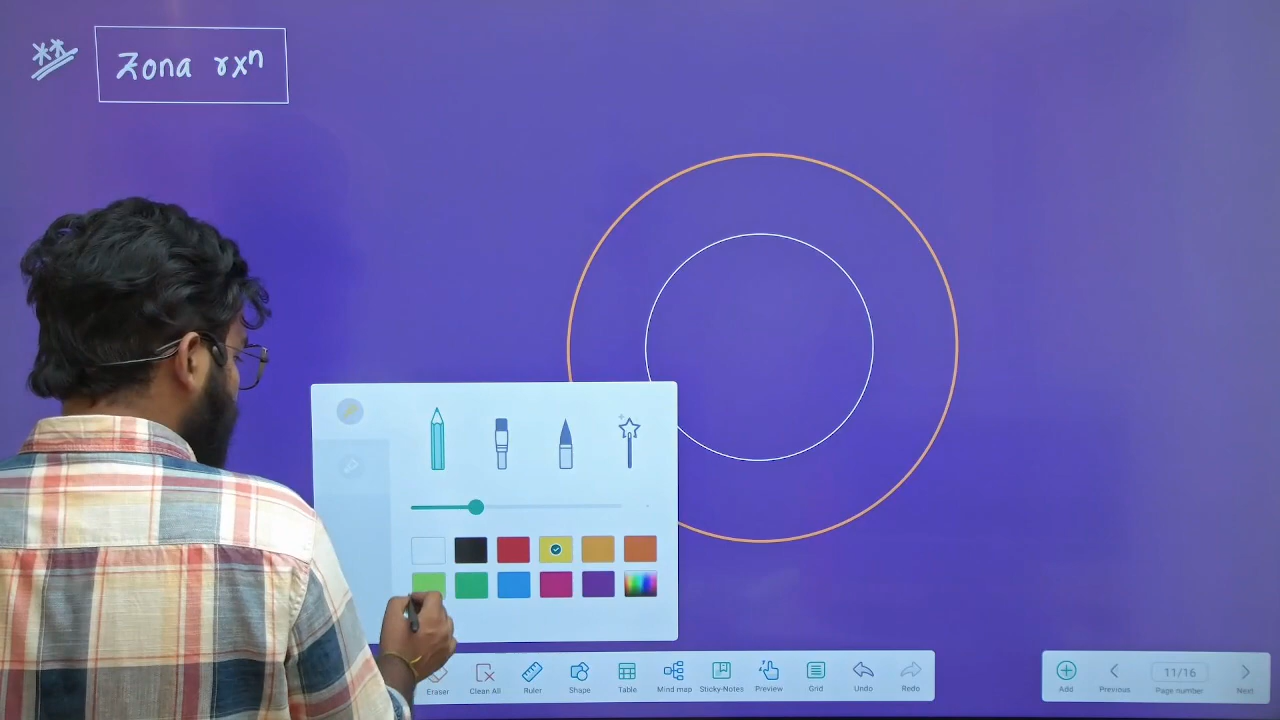 ** Zona rxⁿ
Eraser Clean All Ruler Shape Table Mind map Sticky-Notes Preview Grid Undo Redo
Add Previous 11/16 Page number Next